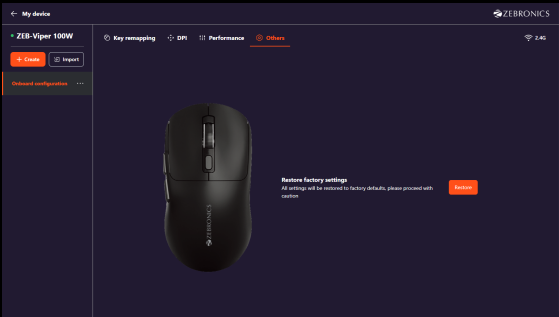 My device
ZEBRONICS
ZEB-Viper 100W
Key remapping
DPI
Performance
Others
2.4G
+ Create
Import
Onboard configuration ...
Restore factory settings
All settings will be restored to factory defaults, please proceed with
caution
Restore
ZEBRONICS